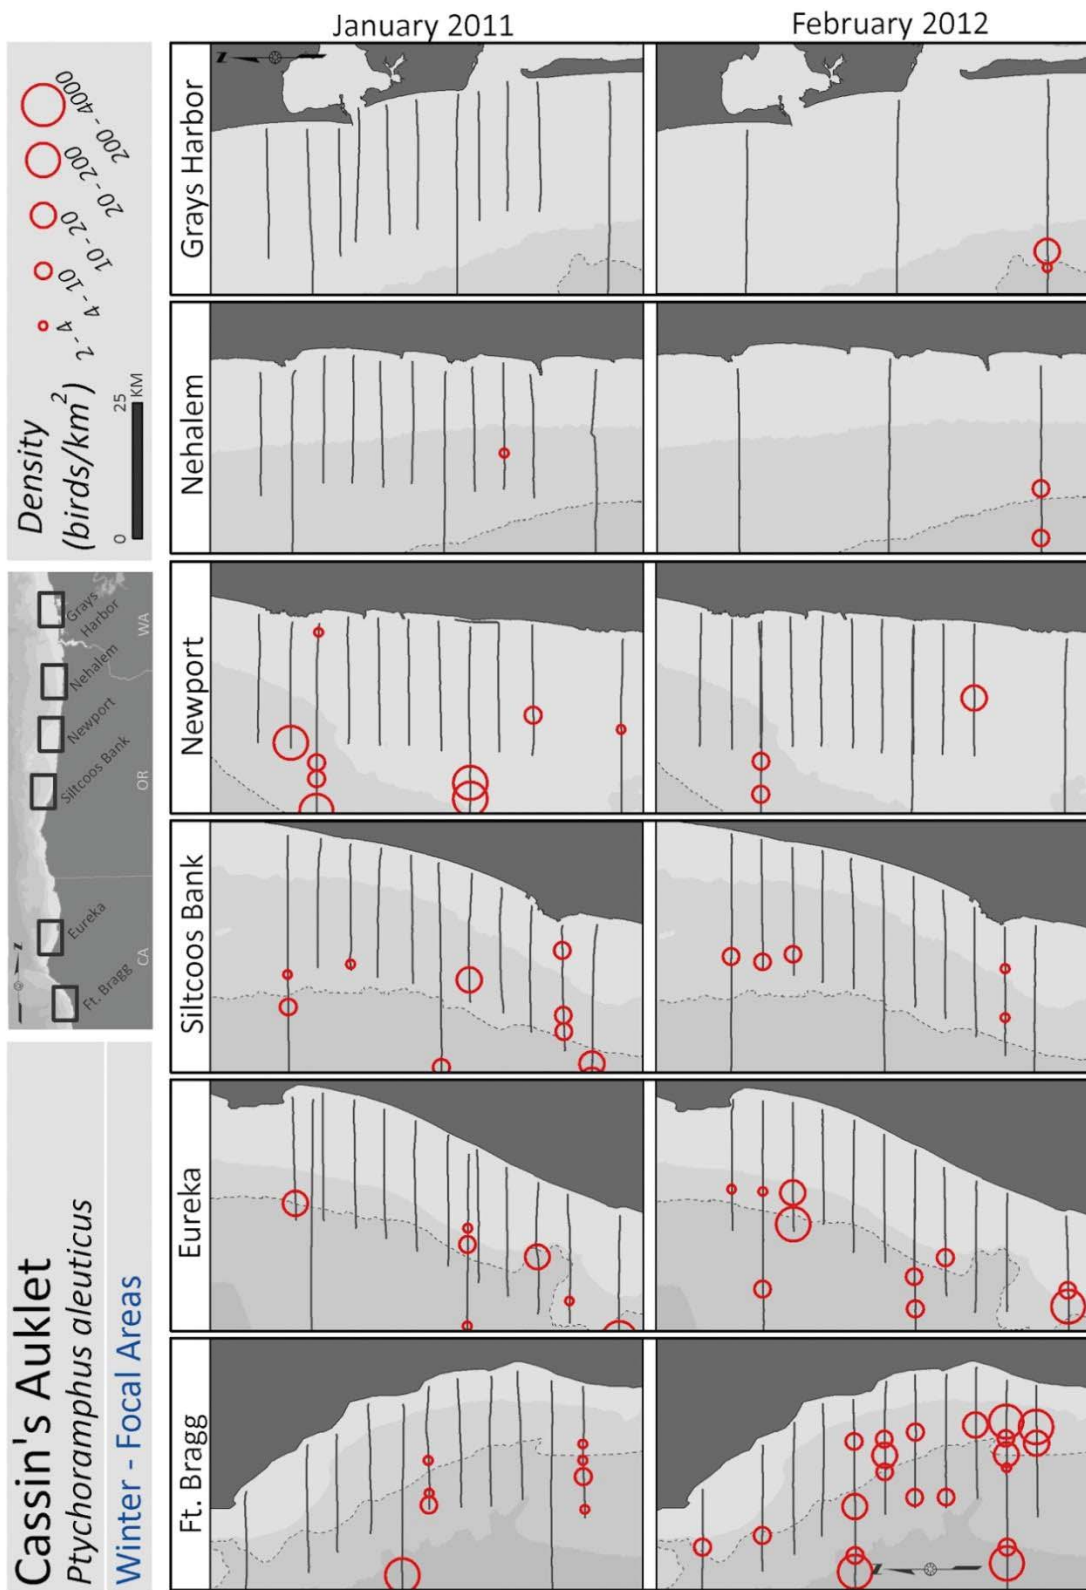 January 2011
February 2012
Cassin's Auklet
Ptychoramphus aleuticus
Winter - Focal Areas
Density
(birds/km²)
2 - 4
4 - 10
10 - 20
20 - 200
200 - 4000
0
25
KM
N
Grays
Harbor
Nehalem
Newport
Siltcoos Bank
Eureka
Ft. Bragg
WA
OR
CA
Grays Harbor
N
Nehalem
Newport
Siltcoos Bank
Eureka
Ft. Bragg
N